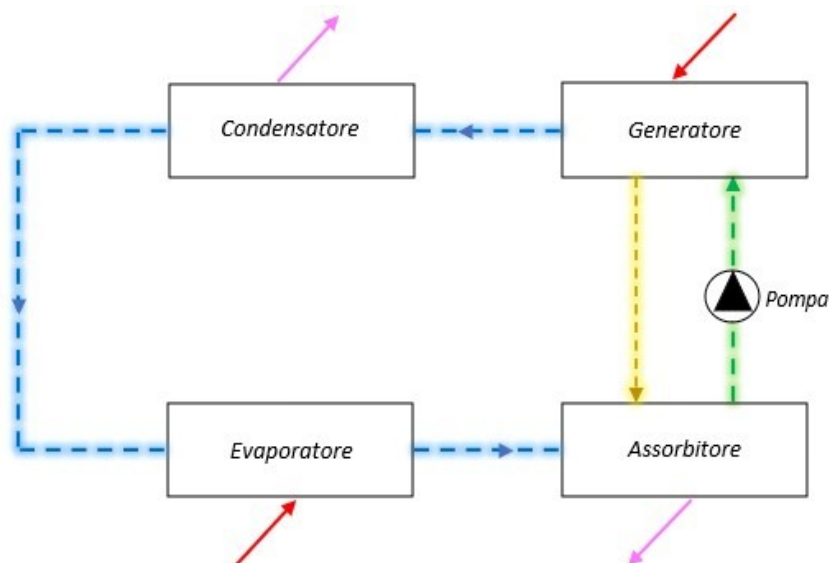 Condensatore
Generatore
Pompa
Evaporatore
Assorbitore